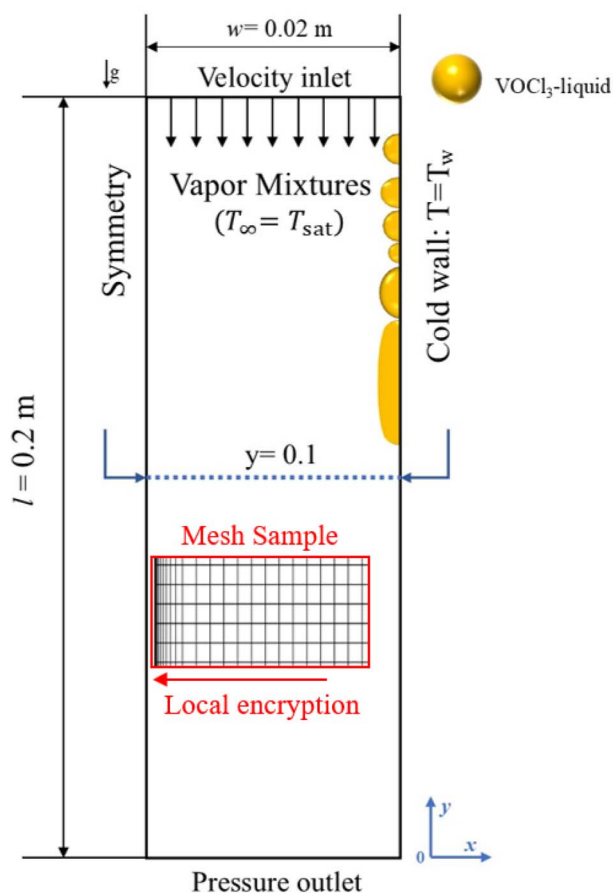 w= 0.02 m
g
Velocity inlet
VOCl₃-liquid
Vapor Mixtures
(T∞ = Tsat)
Symmetry
Cold wall: T=Tw
l = 0.2 m
y= 0.1
Mesh Sample
Local encryption
y
0
x
Pressure outlet